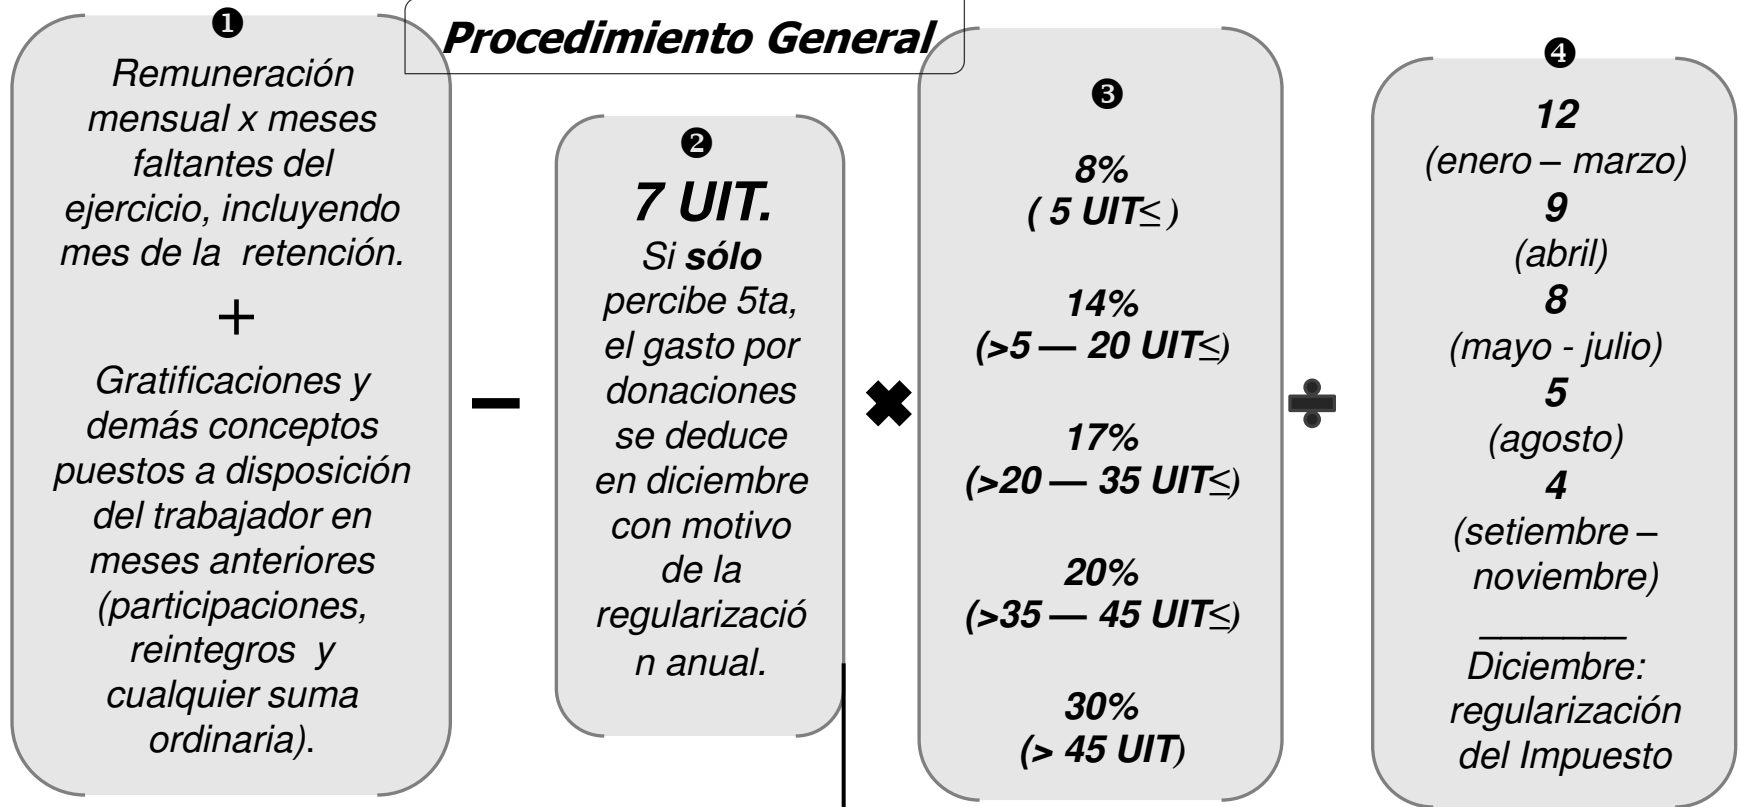 Procedimiento General
❶
Remuneración
mensual x meses
faltantes del
ejercicio, incluyendo
mes de la retención.
+
Gratificaciones y
demás conceptos
puestos a disposición
del trabajador en
meses anteriores
(participaciones,
reintegros y
cualquier suma
ordinaria).
−
❷
7 UIT.
Si sólo
percibe 5ta,
el gasto por
donaciones
se deduce
en diciembre
con motivo
de la
regularizació
n anual.
✖
❸
8%
( 5 UIT≤ )
14%
(>5 — 20 UIT≤)
17%
(>20 — 35 UIT≤)
20%
(>35 — 45 UIT≤)
30%
(> 45 UIT)
÷
❹
12
(enero – marzo)
9
(abril)
8
(mayo - julio)
5
(agosto)
4
(setiembre –
noviembre)
_______
Diciembre:
regularización
del Impuesto